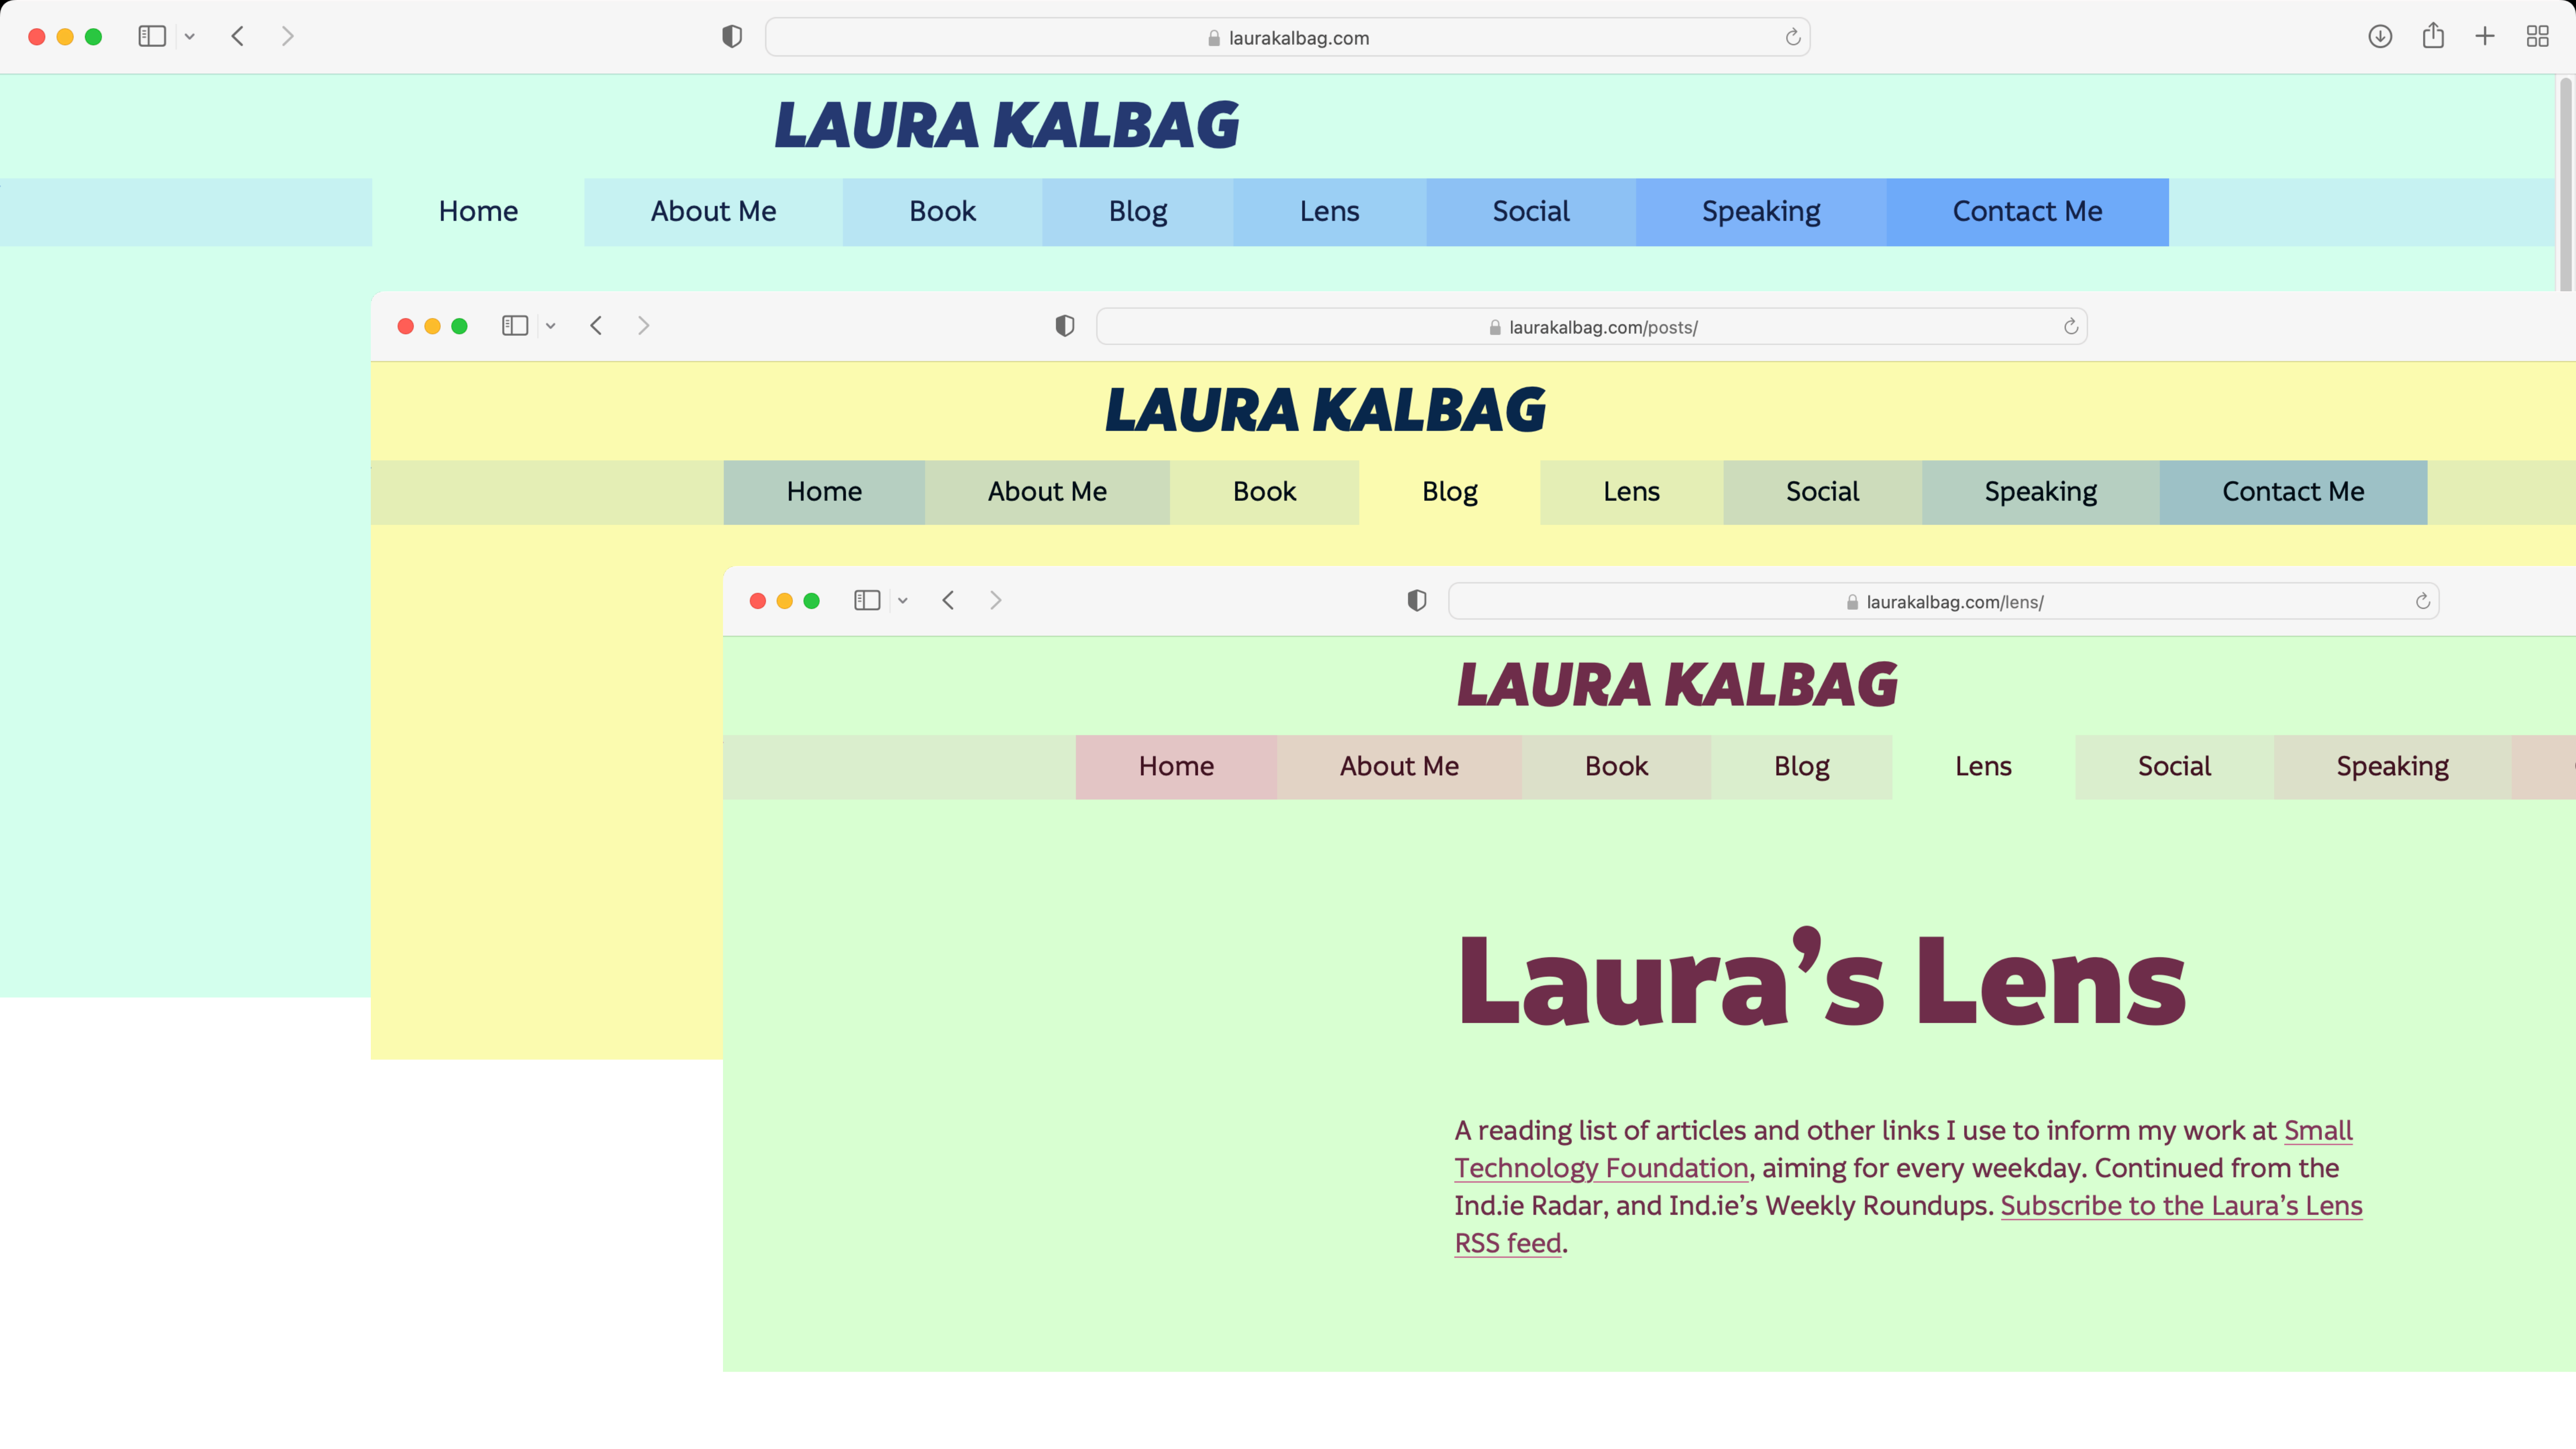 laurakalbag.com
LAURA KALBAG
Home About Me Book Blog Lens Social Speaking Contact Me
laurakalbag.com/posts/
LAURA KALBAG
Home About Me Book Blog Lens Social Speaking Contact Me
laurakalbag.com/lens/
LAURA KALBAG
Home About Me Book Blog Lens Social Speaking
Laura’s Lens
A reading list of articles and other links I use to inform my work at Small
Technology Foundation, aiming for every weekday. Continued from the
Ind.ie Radar, and Ind.ie’s Weekly Roundups. Subscribe to the Laura’s Lens
RSS feed.